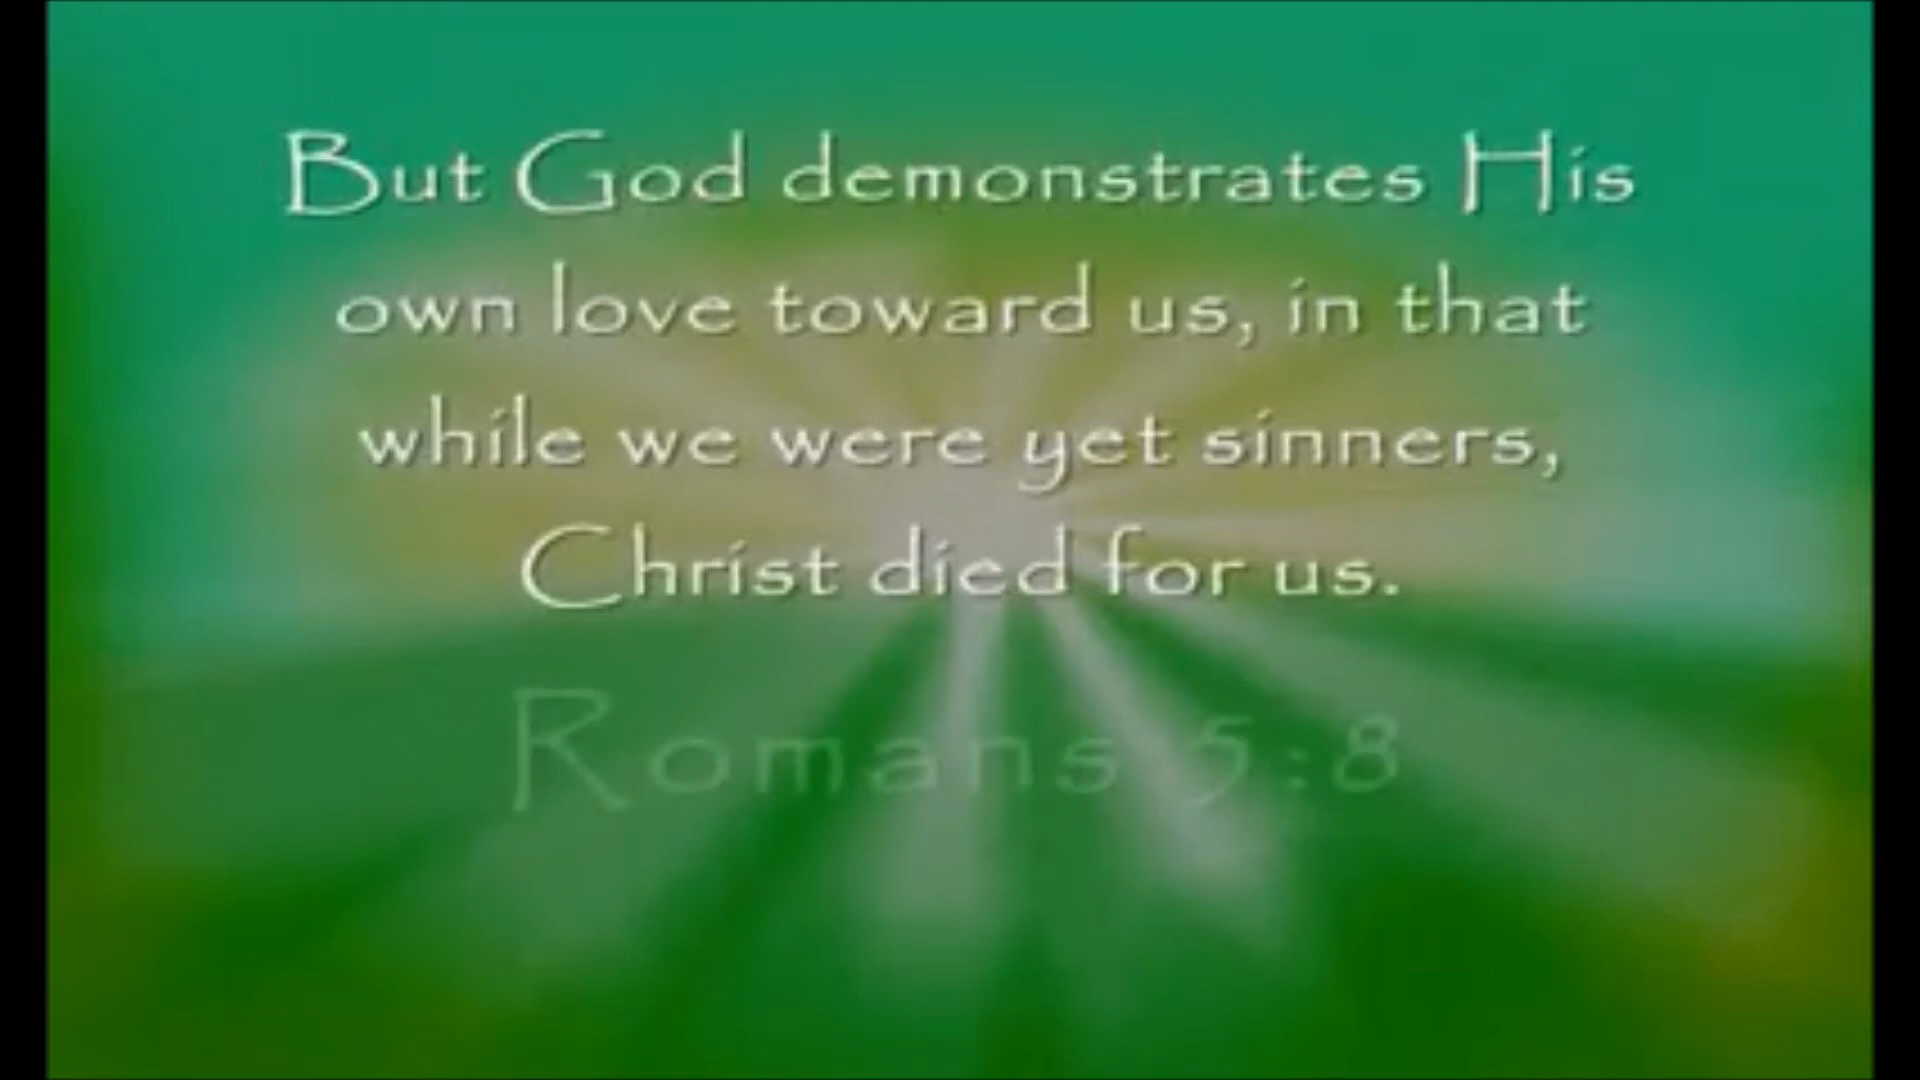 But God demonstrates His
own love toward us, in that
while we were yet sinners,
Christ died for us.
Romans 5:8